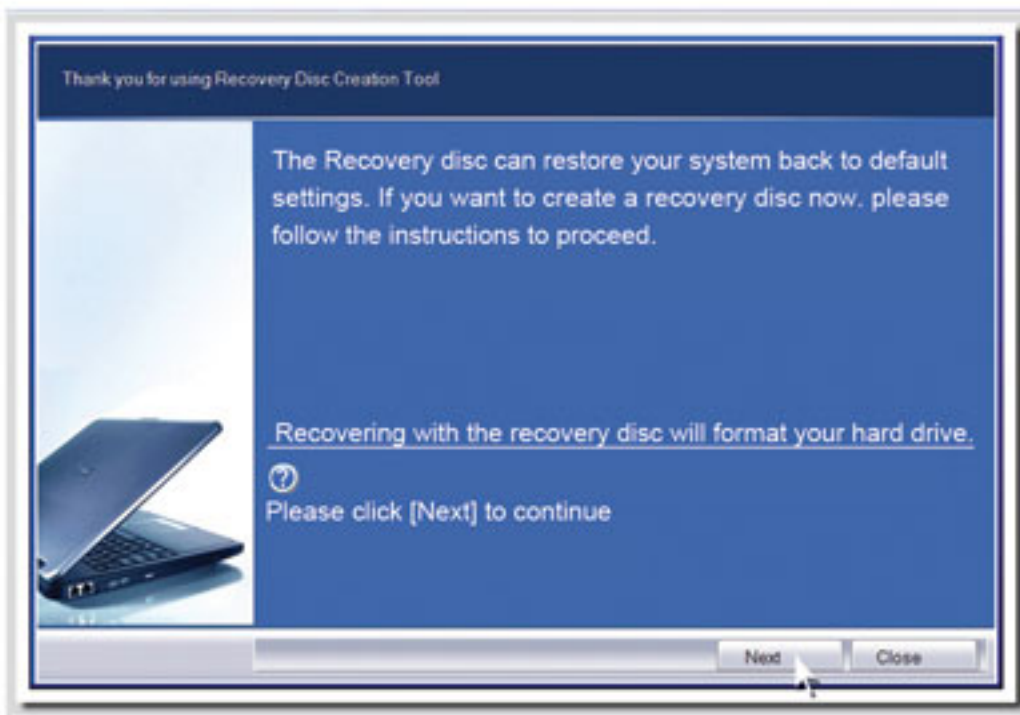 Thank you for using Recovery Disc Creation Tool
The Recovery disc can restore your system back to default
settings. If you want to create a recovery disc now. please
follow the instructions to proceed.
Recovering with the recovery disc will format your hard drive.
?
Please click [Next] to continue
Next Close